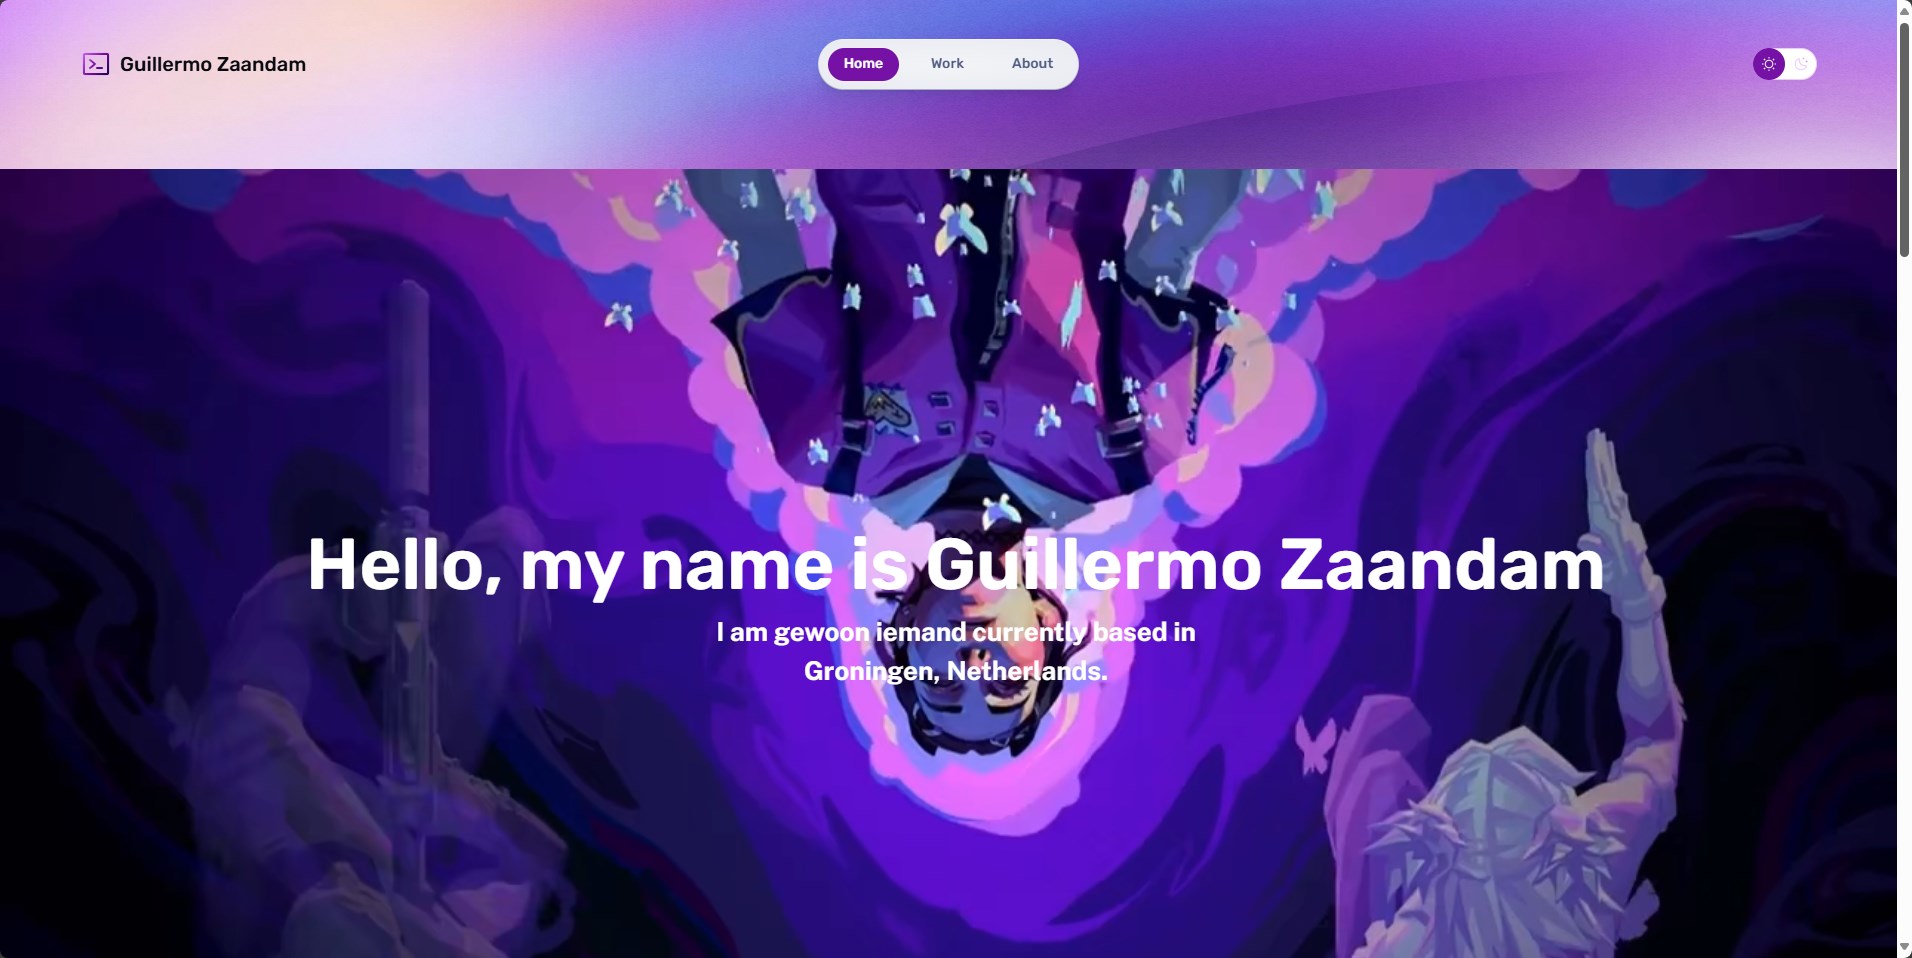 Guillermo Zaandam
Home
Work
About
Hello, my name is Guillermo Zaandam
I am gewoon iemand currently based in
Groningen, Netherlands.